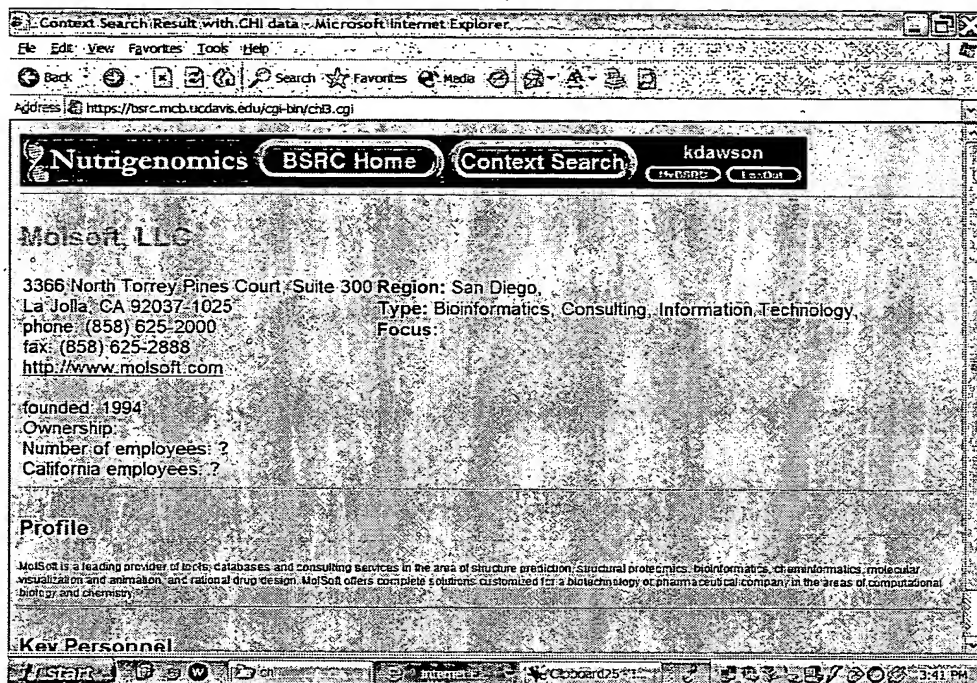 Context Search Result with CHI data - Microsoft Internet Explorer
File Edit View Favorites Tools Help
Back Search Favorites Media
Address https://bsrc.mcb.ucdavis.edu/cgi-bin/chi3.cgi
Nutrigenomics BSRC Home Context Search kdawson
MyBSRC LogOut
Molsoft, LLC
3366 North Torrey Pines Court Suite 300 Region: San Diego,
La Jolla, CA 92037-1025 Type: Bioinformatics, Consulting, Information Technology,
phone: (858) 625-2000 Focus:
fax: (858) 625-2888
http://www.molsoft.com
founded: 1994
Ownership:
Number of employees: ?
California employees: ?
Profile
MolSoft is a leading provider of tools, databases and consulting services in the area of structure prediction, structural proteomics, bioinformatics, cheminformatics, molecular
visualization and animation, and rational drug design. MolSoft offers complete solutions customized for a biotechnology or pharmaceutical company in the areas of computational
biology and chemistry.
Key Personnel
start chi Internet Clipboard25 3:41 PM